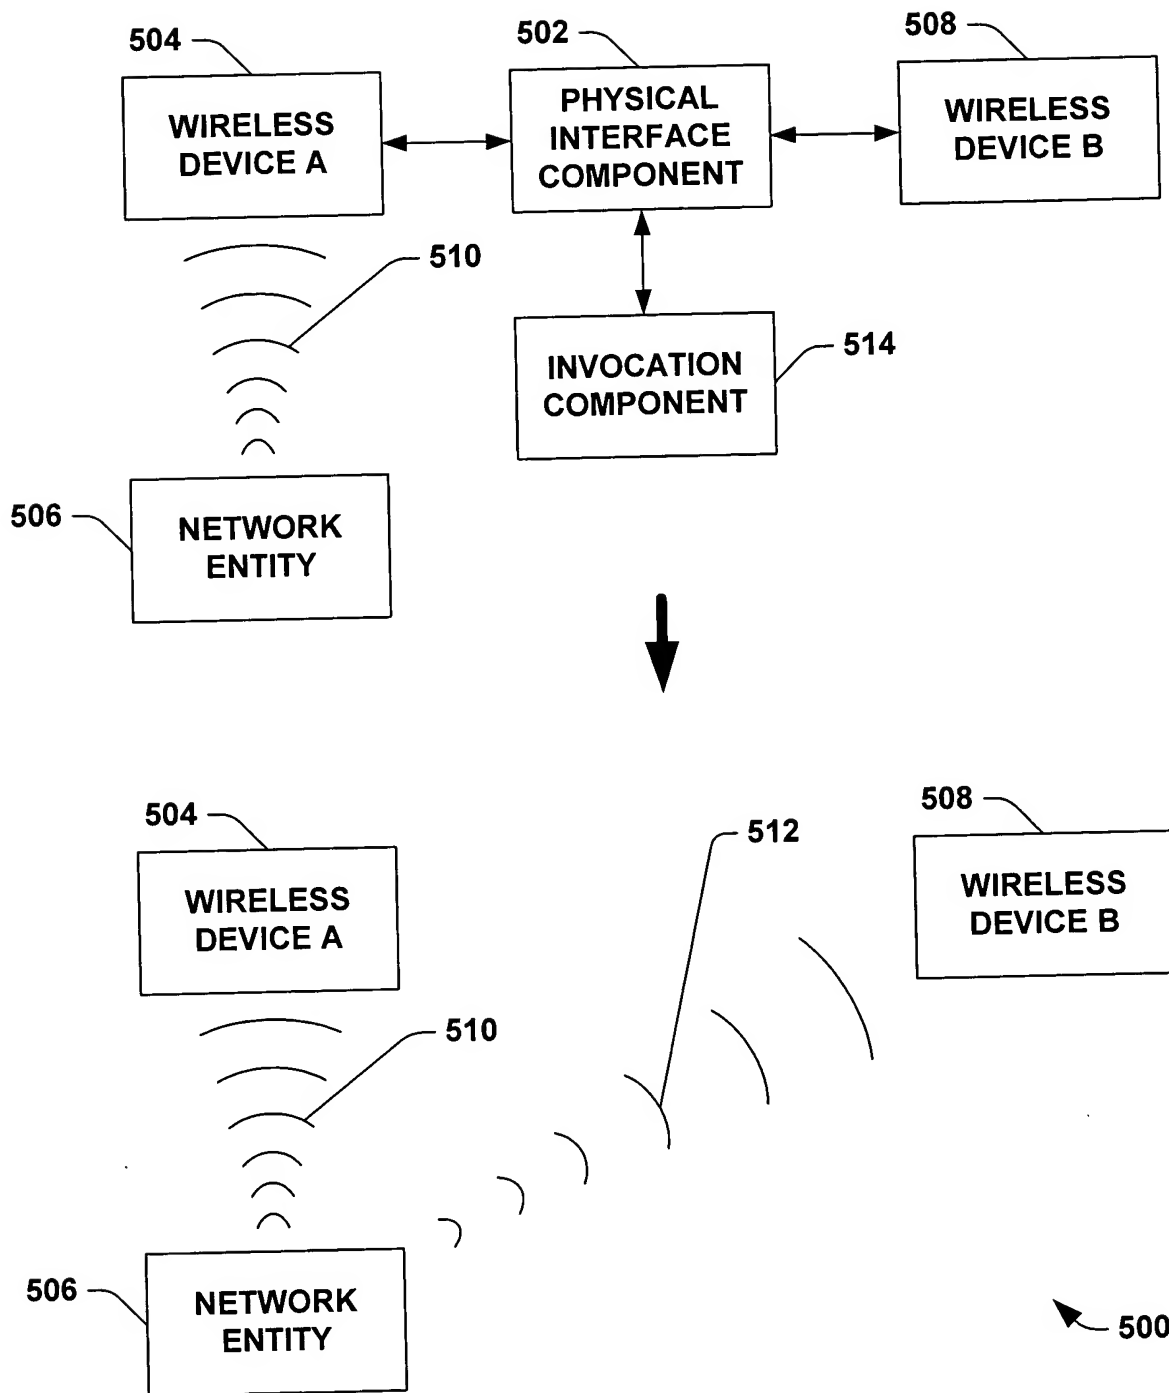 504
502
508
WIRELESS
DEVICE A
PHYSICAL
INTERFACE
COMPONENT
WIRELESS
DEVICE B
510
INVOCATION
COMPONENT
514
506
NETWORK
ENTITY
504
512
508
WIRELESS
DEVICE A
WIRELESS
DEVICE B
510
506
NETWORK
ENTITY
500